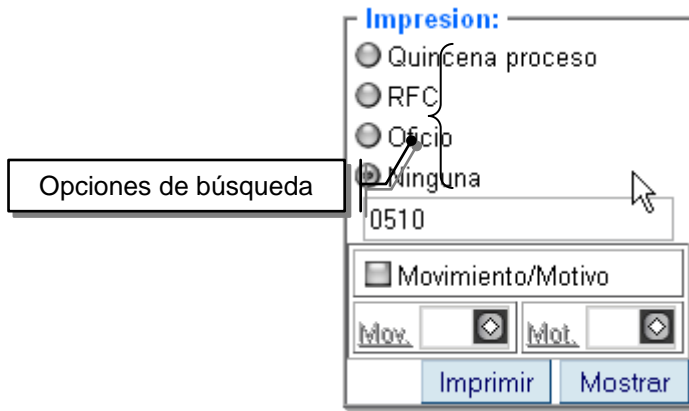 Impresion:
Quincena proceso
RFC
Oficio
Opciones de búsqueda
Ninguna
0510
Movimiento/Motivo
Mov. Mot.
Imprimir Mostrar